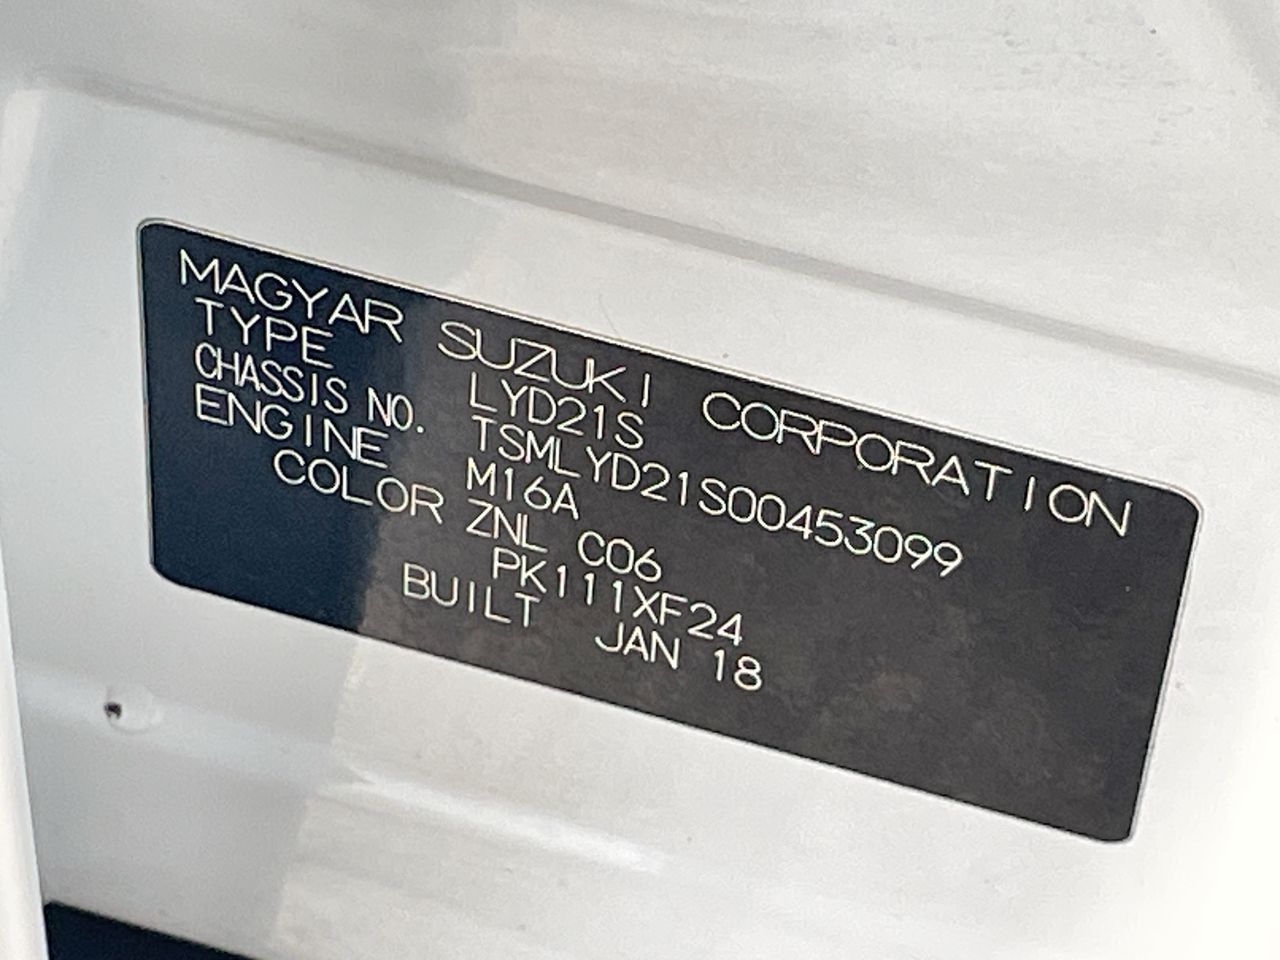 MAGYAR SUZUKI CORPORATION
TYPE LYD21S
CHASSIS NO. TSMLYD21S00453099
ENGINE M16A
COLOR ZNL C06
PK111XF24
BUILT JAN 18